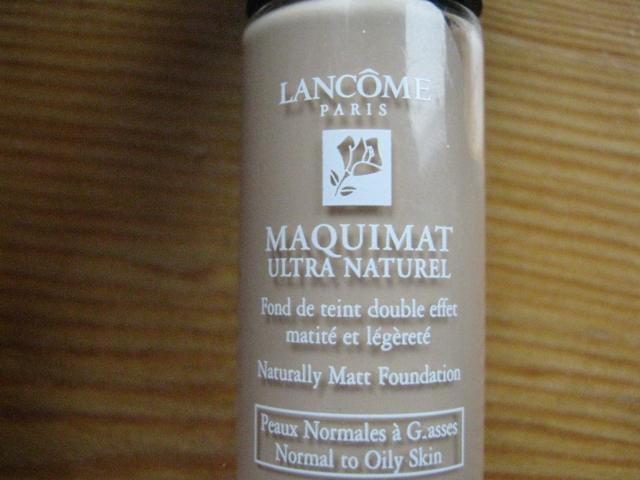 LANCÔME
PARIS
MAQUIMAT
ULTRA NATUREL
Fond de teint double effet
matité et légèreté
Naturally Matt Foundation
Peaux Normales à G.asses
Normal to Oily Skin